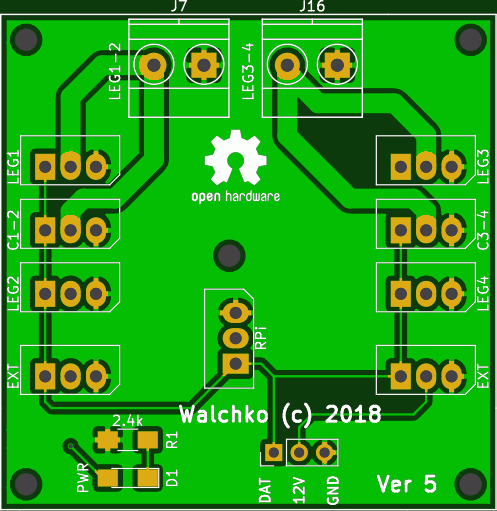 J7
J16
LEG1-2
LEG3-4
LEG1
LEG3
open hardware
C1-2
C3-4
LEG2
LEG4
RPi
EXT
EXT
Walchko (c) 2018
2.4k
R1
PWR
D1
DAT
12V
GND
Ver 5